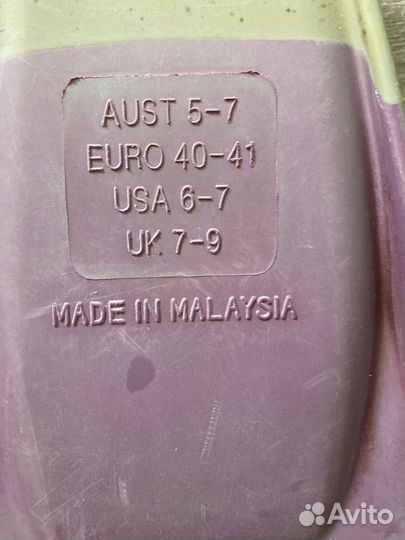 AUST 5-7
EURO 40-41
USA 6-7
UK 7-9
MADE IN MALAYSIA
Avito